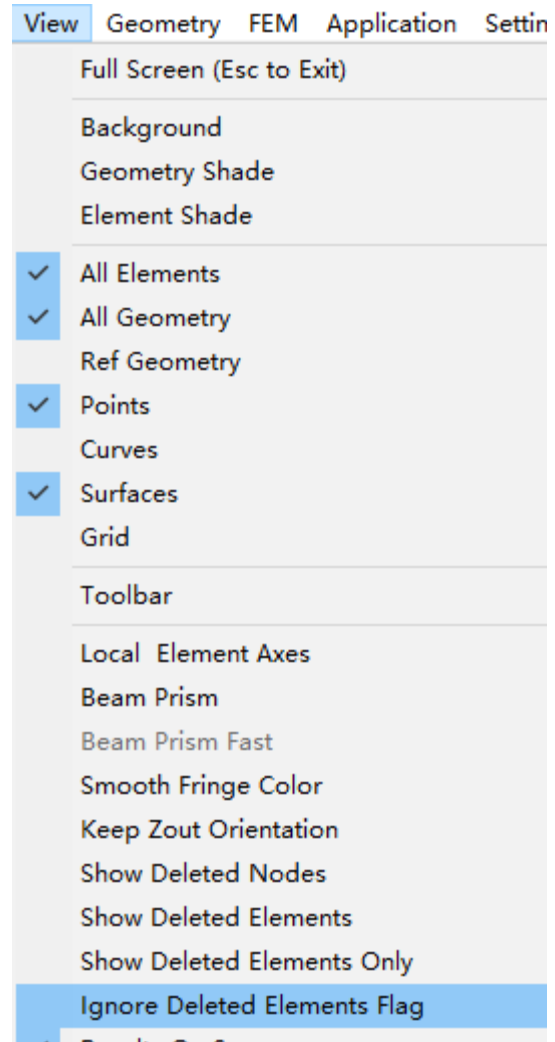 View Geometry FEM Application Settin
Full Screen (Esc to Exit)
Background
Geometry Shade
Element Shade
All Elements
All Geometry
Ref Geometry
Points
Curves
Surfaces
Grid
Toolbar
Local  Element Axes
Beam Prism
Beam Prism Fast
Smooth Fringe Color
Keep Zout Orientation
Show Deleted Nodes
Show Deleted Elements
Show Deleted Elements Only
Ignore Deleted Elements Flag